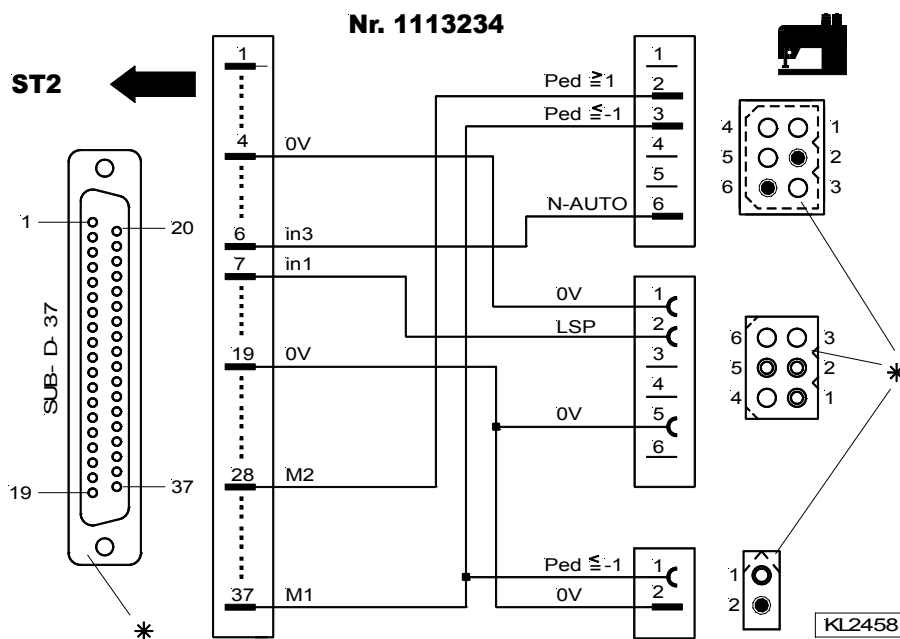 Nr. 1113234
ST2
SUB-D-37
1
20
19
37
1
4 0V
6 in3
7 in1
19 0V
28 M2
37 M1
1
Ped ≧1 2
Ped ≦-1 3
4
5
N-AUTO 6
0V 1
LSP 2
3
4
0V 5
6
Ped ≦-1 1
0V 2
4 1
5 2
6 3
6 3
5 2
4 1
1
2
*
*
KL2458